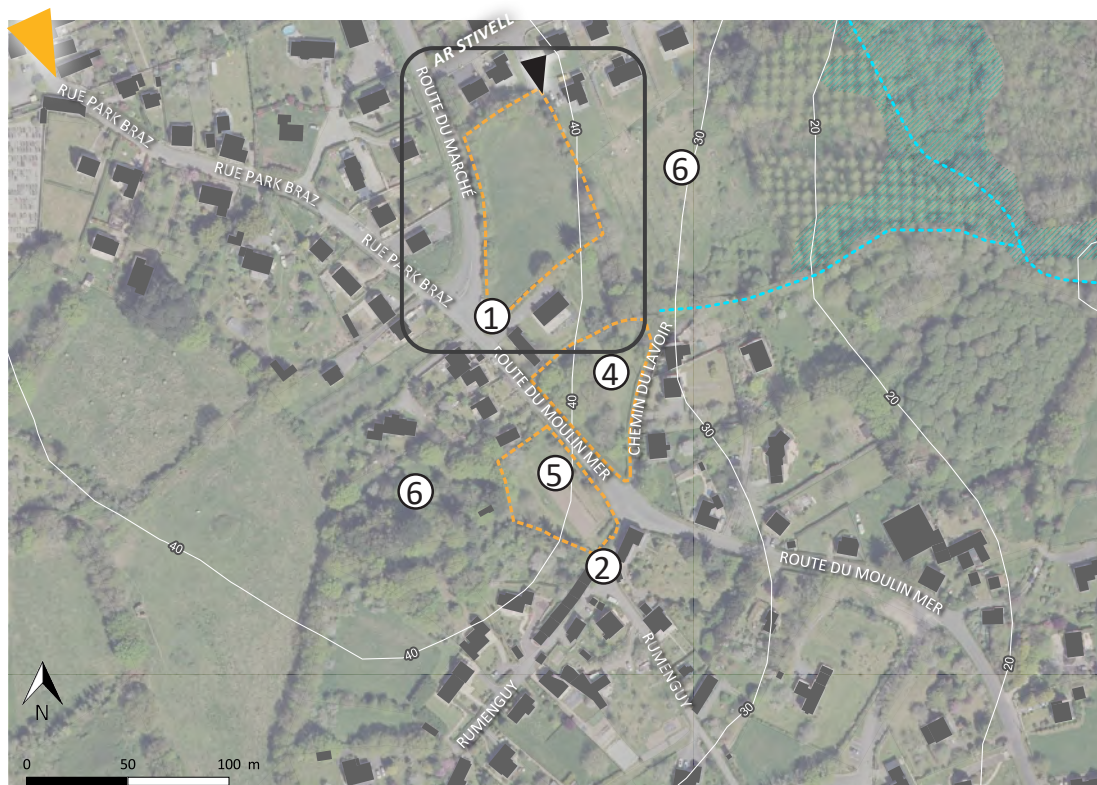 AR STIVELL
ROUTE DU MARCHÉ
RUE PARK BRAZ
RUE PARK BRAZ
RUE PARK BRAZ
40
30
20
6
1
4
ROUTE DU MOULIN MER
CHEMIN DU LAVOIR
40
20
30
5
6
40
2
ROUTE DU MOULIN MER
RUMENGUY
40
20
RUMENGUY
30
N
0 50 100 m